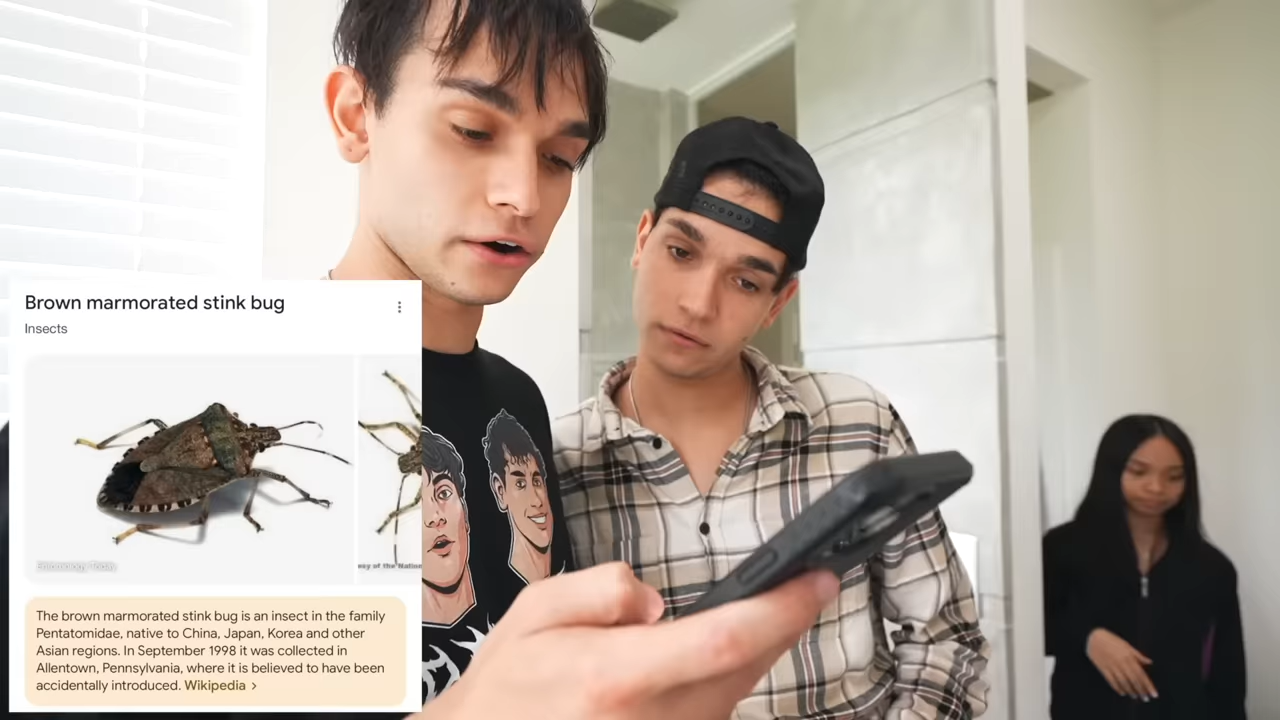 Brown marmorated stink bug
Insects
Entomology Today
The brown marmorated stink bug is an insect in the family
Pentatomidae, native to China, Japan, Korea and other
Asian regions. In September 1998 it was collected in
Allentown, Pennsylvania, where it is believed to have been
accidentally introduced. Wikipedia >